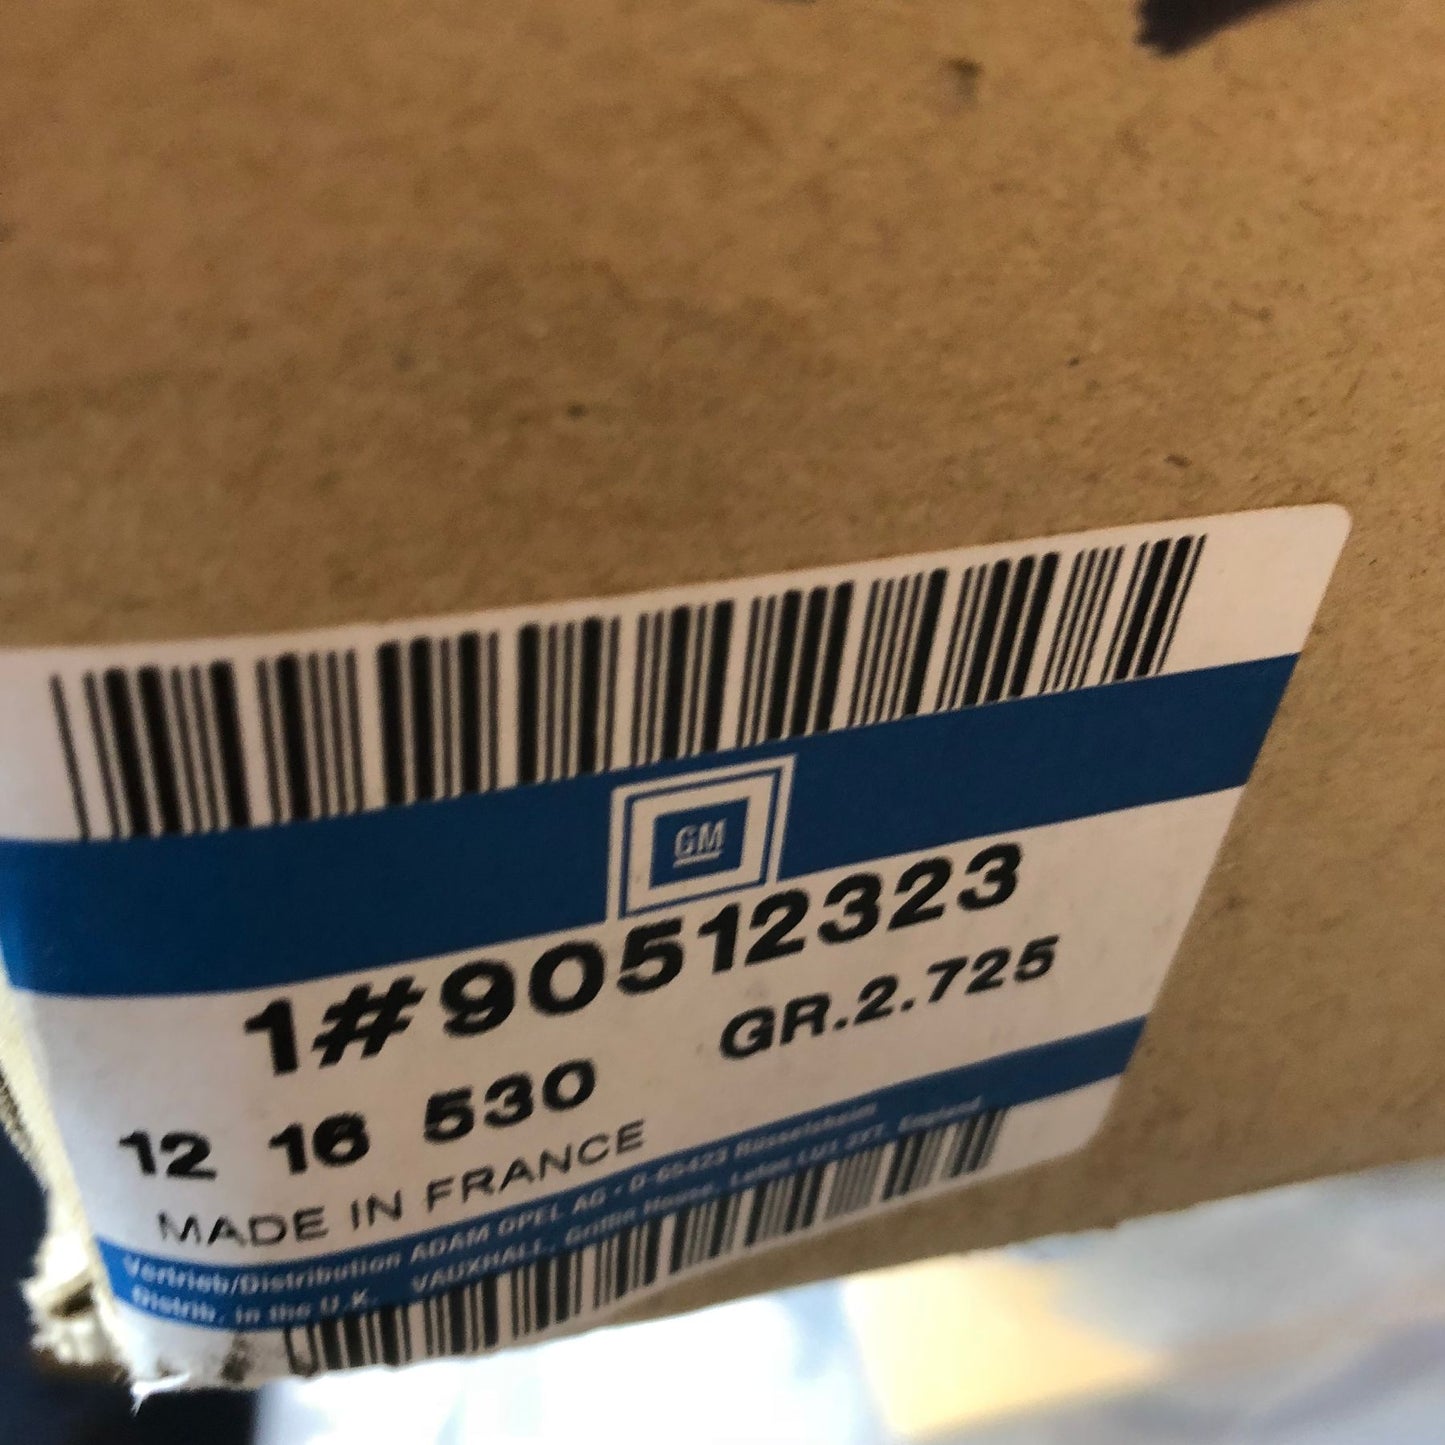 GM
1#90512323
12 16 530 GR.2.725
MADE IN FRANCE
Vertrieb/Distribution ADAM OPEL AG · D-65423 Rüsselsheim
Distrib. in the U.K. VAUXHALL, Griffin House, Luton LU1 3YT, England